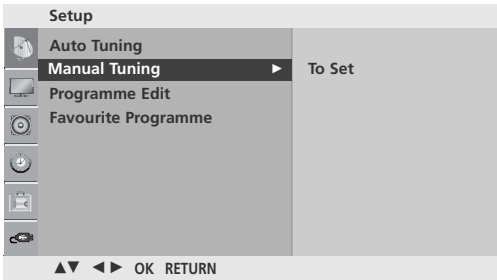 Setup
Auto Tuning
Manual Tuning ► To Set
Programme Edit
Favourite Programme
▲▼ ◄► OK RETURN